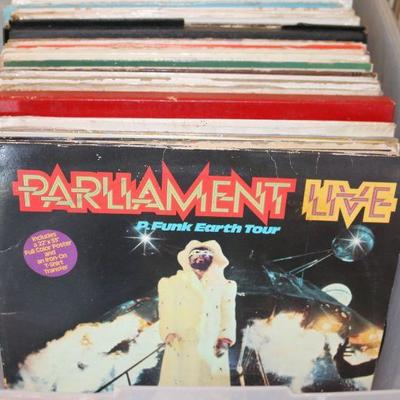 PARLIAMENT LIVE
P. Funk Earth Tour
Includes
a 22" x 33"
Full Color Poster
and
an Iron-On
T-Shirt
Transfer